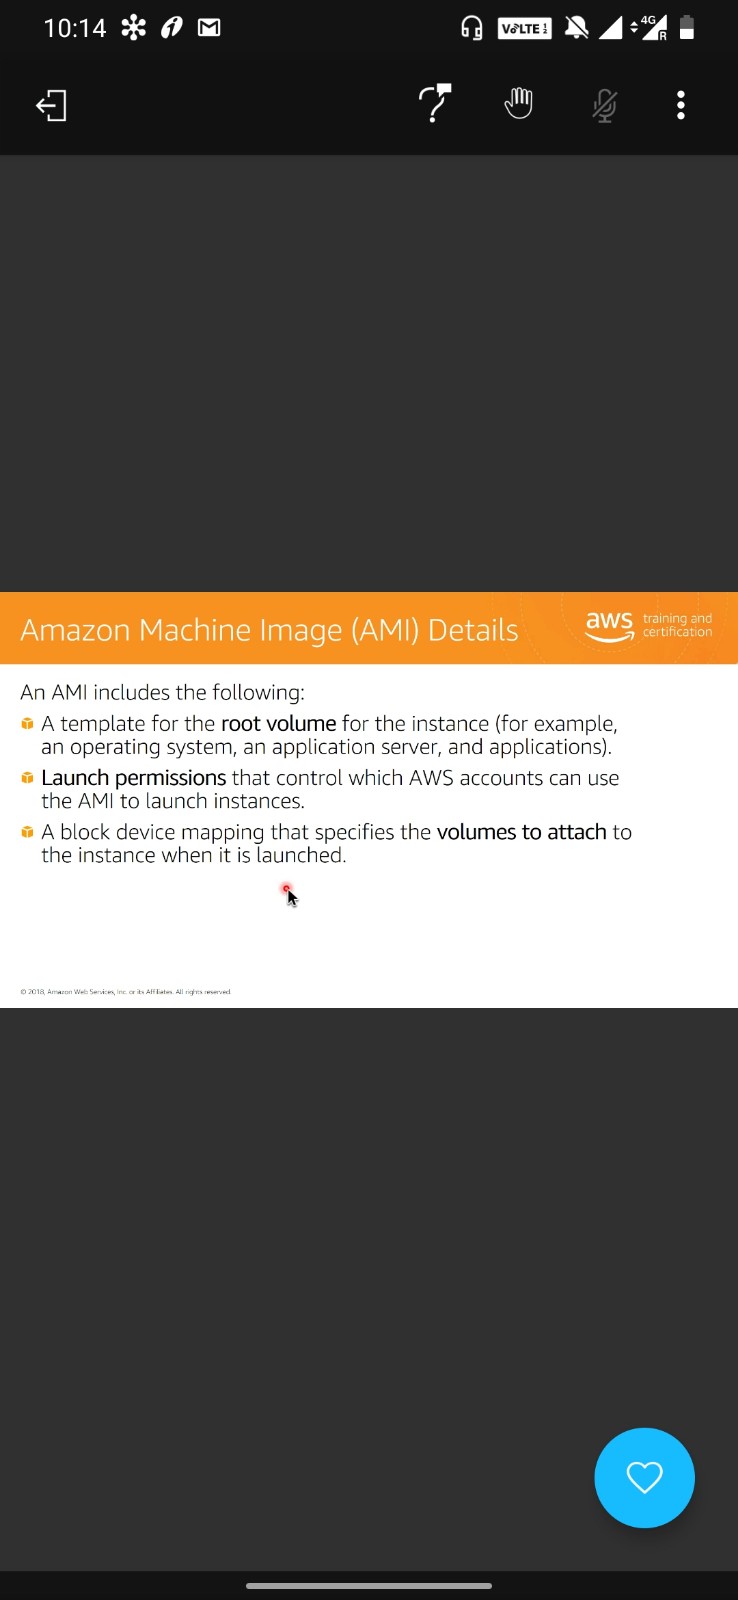 10:14
VoLTE 4G
R
Amazon Machine Image (AMI) Details
aws training and
certification
An AMI includes the following:
A template for the root volume for the instance (for example,
an operating system, an application server, and applications).
Launch permissions that control which AWS accounts can use
the AMI to launch instances.
A block device mapping that specifies the volumes to attach to
the instance when it is launched.
© 2018, Amazon Web Services, Inc. or its Affiliates. All rights reserved.